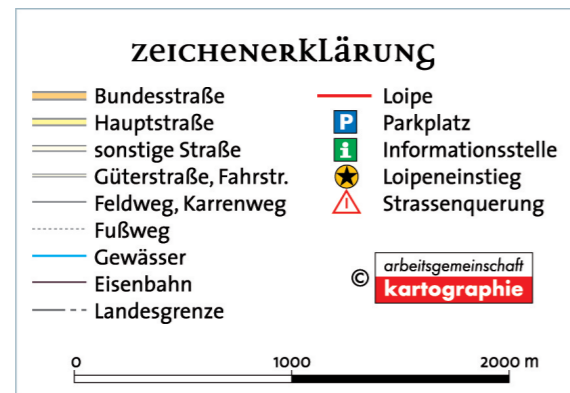 zeichenerklärung
Bundesstraße
Hauptstraße
sonstige Straße
Güterstraße, Fahrstr.
Feldweg, Karrenweg
Fußweg
Gewässer
Eisenbahn
Landesgrenze
Loipe
P Parkplatz
i Informationsstelle
Loipeneinstieg
! Strassenquerung
© arbeitsgemeinschaft
kartographie
0 1000 2000 m